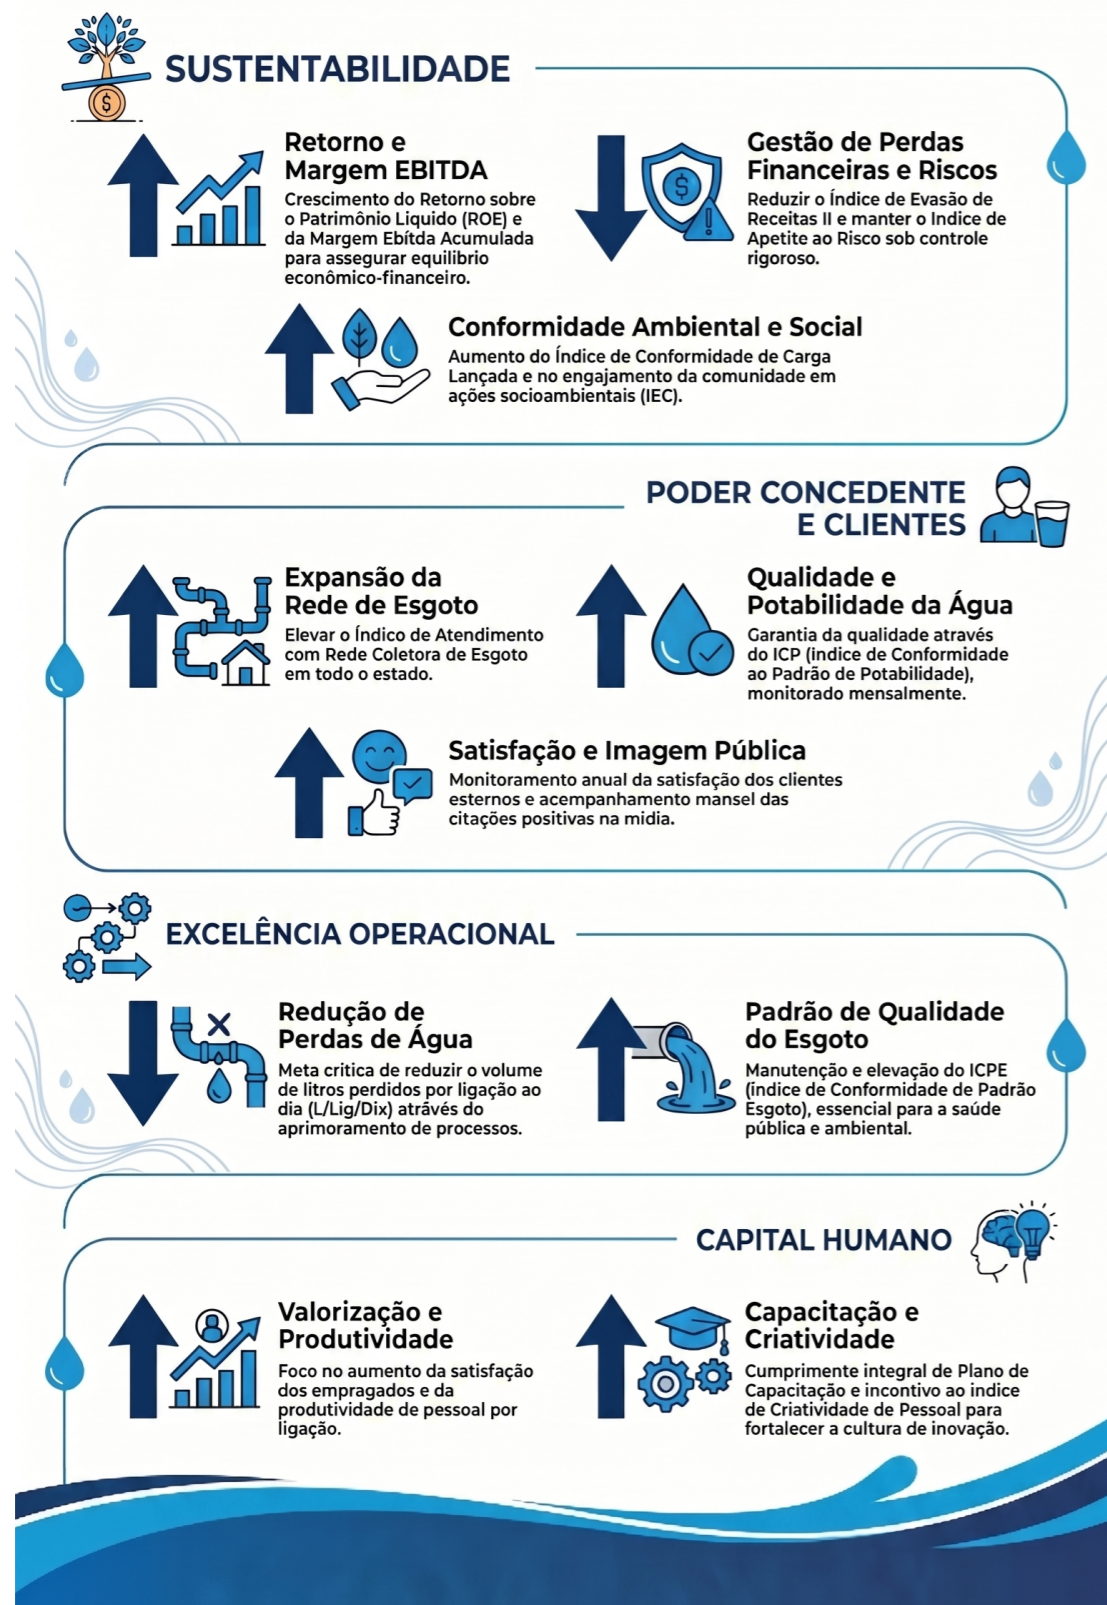 SUSTENTABILIDADE
Retorno e
Margem EBITDA
Crescimento do Retorno sobre
o Patrimônio Liquido (ROE) e
da Margem Ebítda Acumulada
para assegurar equilibrio
econômico-financeiro.
Gestão de Perdas
Financeiras e Riscos
Reduzir o Índice de Evasão de
Receitas II e manter o Indice de
Apetite ao Risco sob controle
rigoroso.
Conformidade Ambiental e Social
Aumento do Índice de Conformidade de Carga
Lançada e no engajamento da comunidade em
ações socioambientais (IEC).
PODER CONCEDENTE
E CLIENTES
Expansão da
Rede de Esgoto
Elevar o Índico de Atendimento
com Rede Coletora de Esgoto
em todo o estado.
Qualidade e
Potabilidade da Água
Garantia da qualidade através
do ICP (indice de Conformidade
ao Padrão de Potabilidade),
monitorado mensalmente.
Satisfação e Imagem Pública
Monitoramento anual da satisfação dos clientes
esternos e acempanhamento mansel das
citações positivas na midia.
EXCELÊNCIA OPERACIONAL
Redução de
Perdas de Água
Meta critica de reduzir o volume
de litros perdidos por ligação ao
dia (L/Lig/Dix) atrãvés do
aprimoramento de processos.
Padrão de Qualidade
do Esgoto
Manutenção e elevação do ICPE
(indice de Conformidade de Padrão
Esgoto), essencial para a saúde
pública e ambiental.
CAPITAL HUMANO
Valorização e
Produtividade
Foco no aumento da satisfação
dos empragados e da
produtividade de pessoal por
ligação.
Capacitação e
Criatividade
Cumprimente integral de Plano de
Capacitação e incontivo ao indice
de Criatividade de Pessoal para
fortalecer a cultura de inovação.